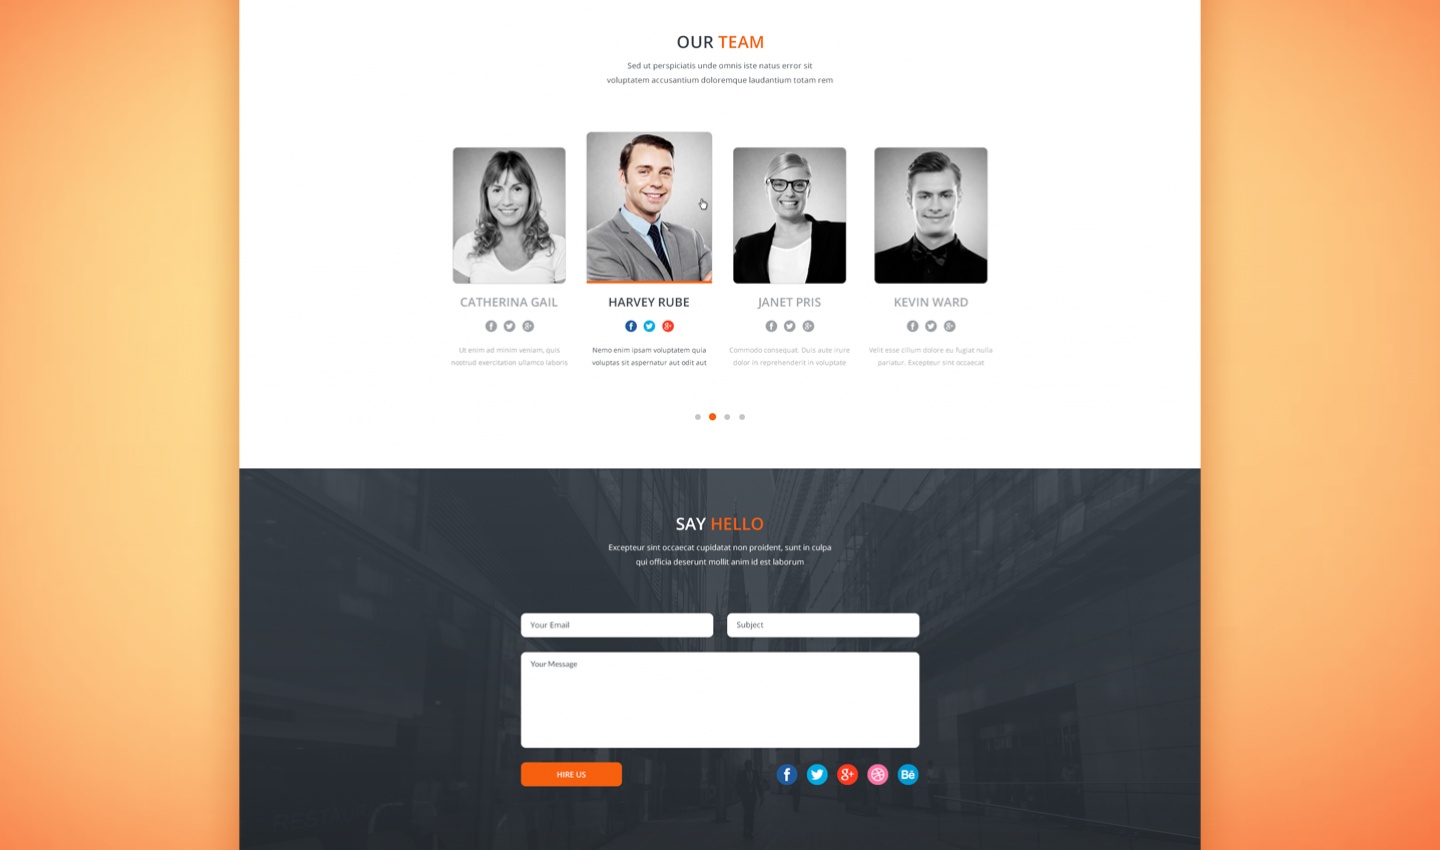 OUR TEAM
Sed ut perspiciatis unde omnis iste natus error sit
voluptatem accusantium doloremque laudantium totam rem
CATHERINA GAIL
Ut enim ad minim veniam, quis
nostrud exercitation ullamco laboris
HARVEY RUBE
Nemo enim ipsam voluptatem quia
voluptas sit aspernatur aut odit aut
JANET PRIS
Commodo consequat. Duis aute irure
dolor in reprehenderit in voluptate
KEVIN WARD
Velit esse cillum dolore eu fugiat nulla
pariatur. Excepteur sint occaecat
SAY HELLO
Excepteur sint occaecat cupidatat non proident, sunt in culpa
qui officia deserunt mollit anim id est laborum
Your Email
Subject
Your Message
HIRE US